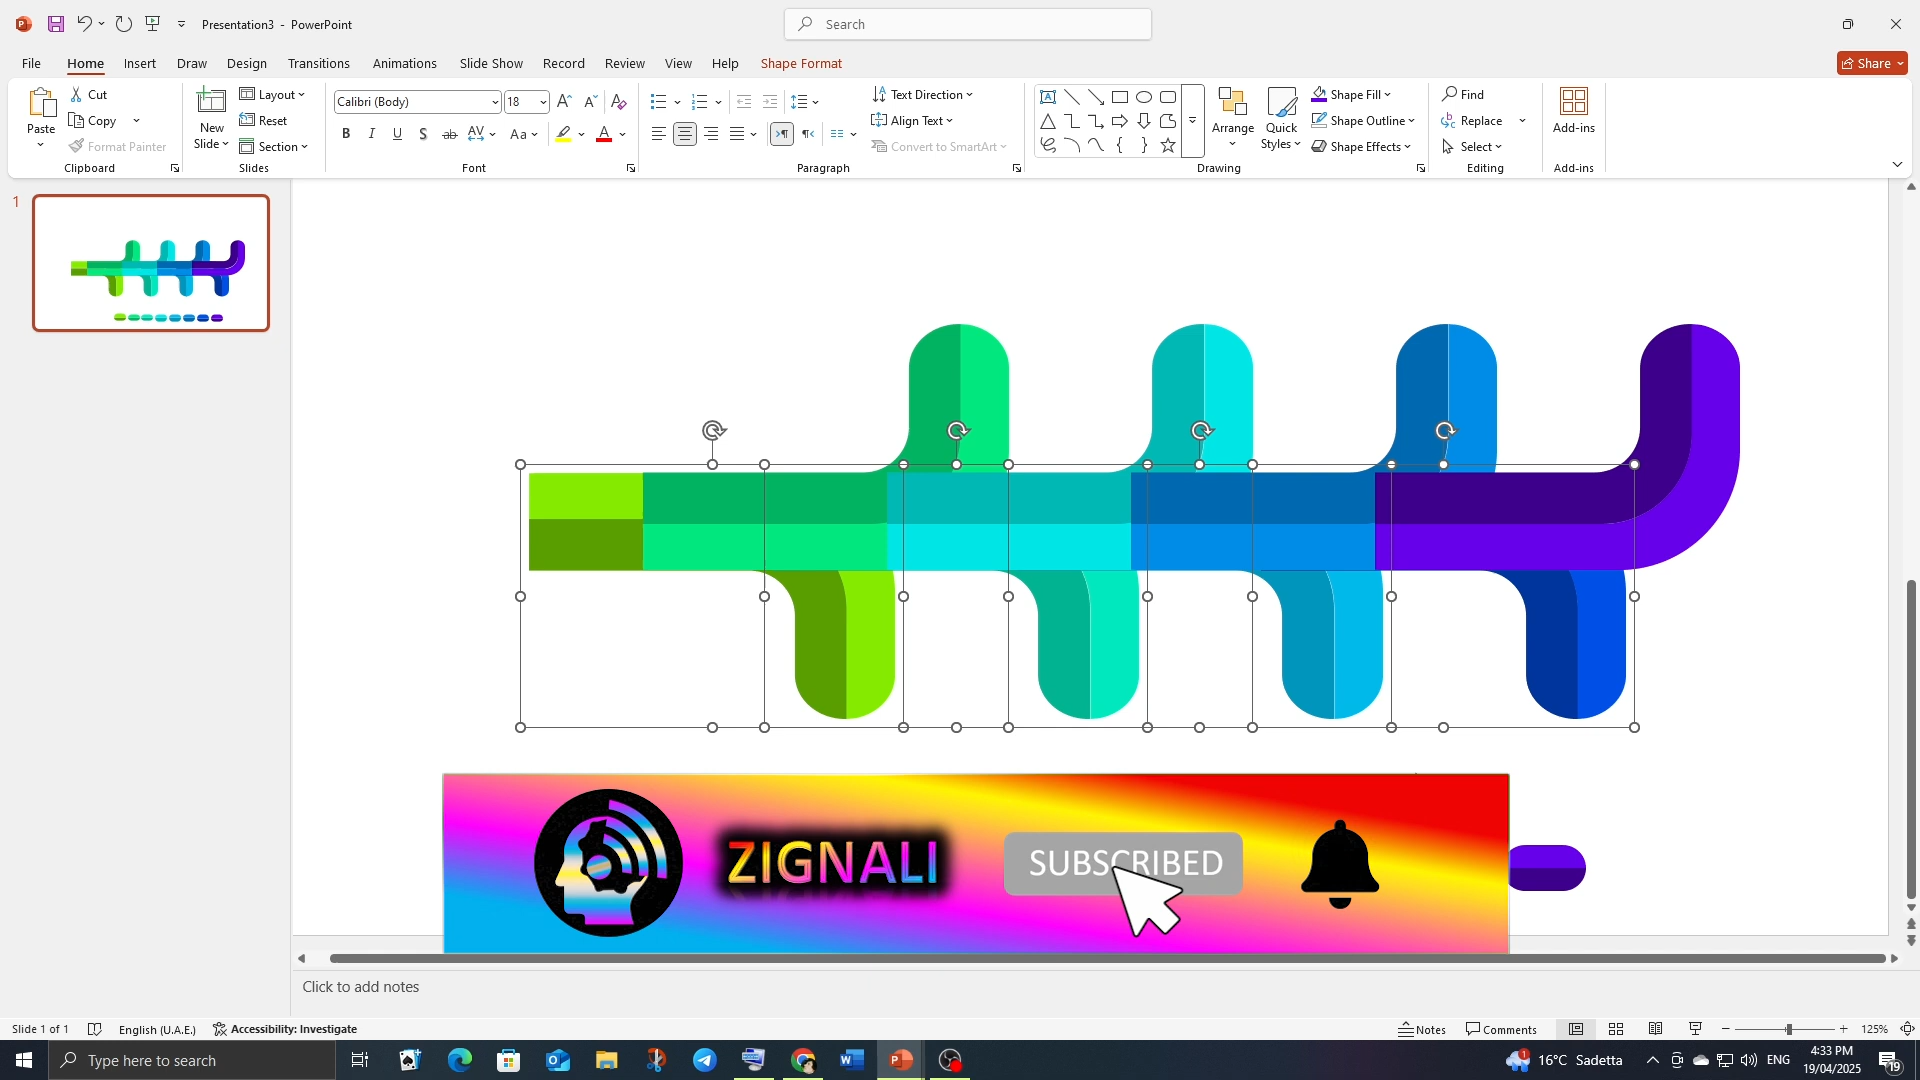 Presentation3 - PowerPoint
Search
File Home Insert Draw Design Transitions Animations Slide Show Record Review View Help Shape Format
Share
Paste
Cut
Copy
Format Painter
Clipboard
New Slide
Layout
Reset
Section
Slides
Calibri (Body) 18
Font
Text Direction
Align Text
Convert to SmartArt
Paragraph
Arrange
Quick Styles
Shape Fill
Shape Outline
Shape Effects
Drawing
Find
Replace
Select
Editing
Add-ins
Add-ins
1
ZIGNALI
SUBSCRIBED
Click to add notes
Slide 1 of 1 English (U.A.E.) Accessibility: Investigate Notes Comments 125%
Type here to search
16°C Sadetta ENG
4:33 PM
19/04/2025
19